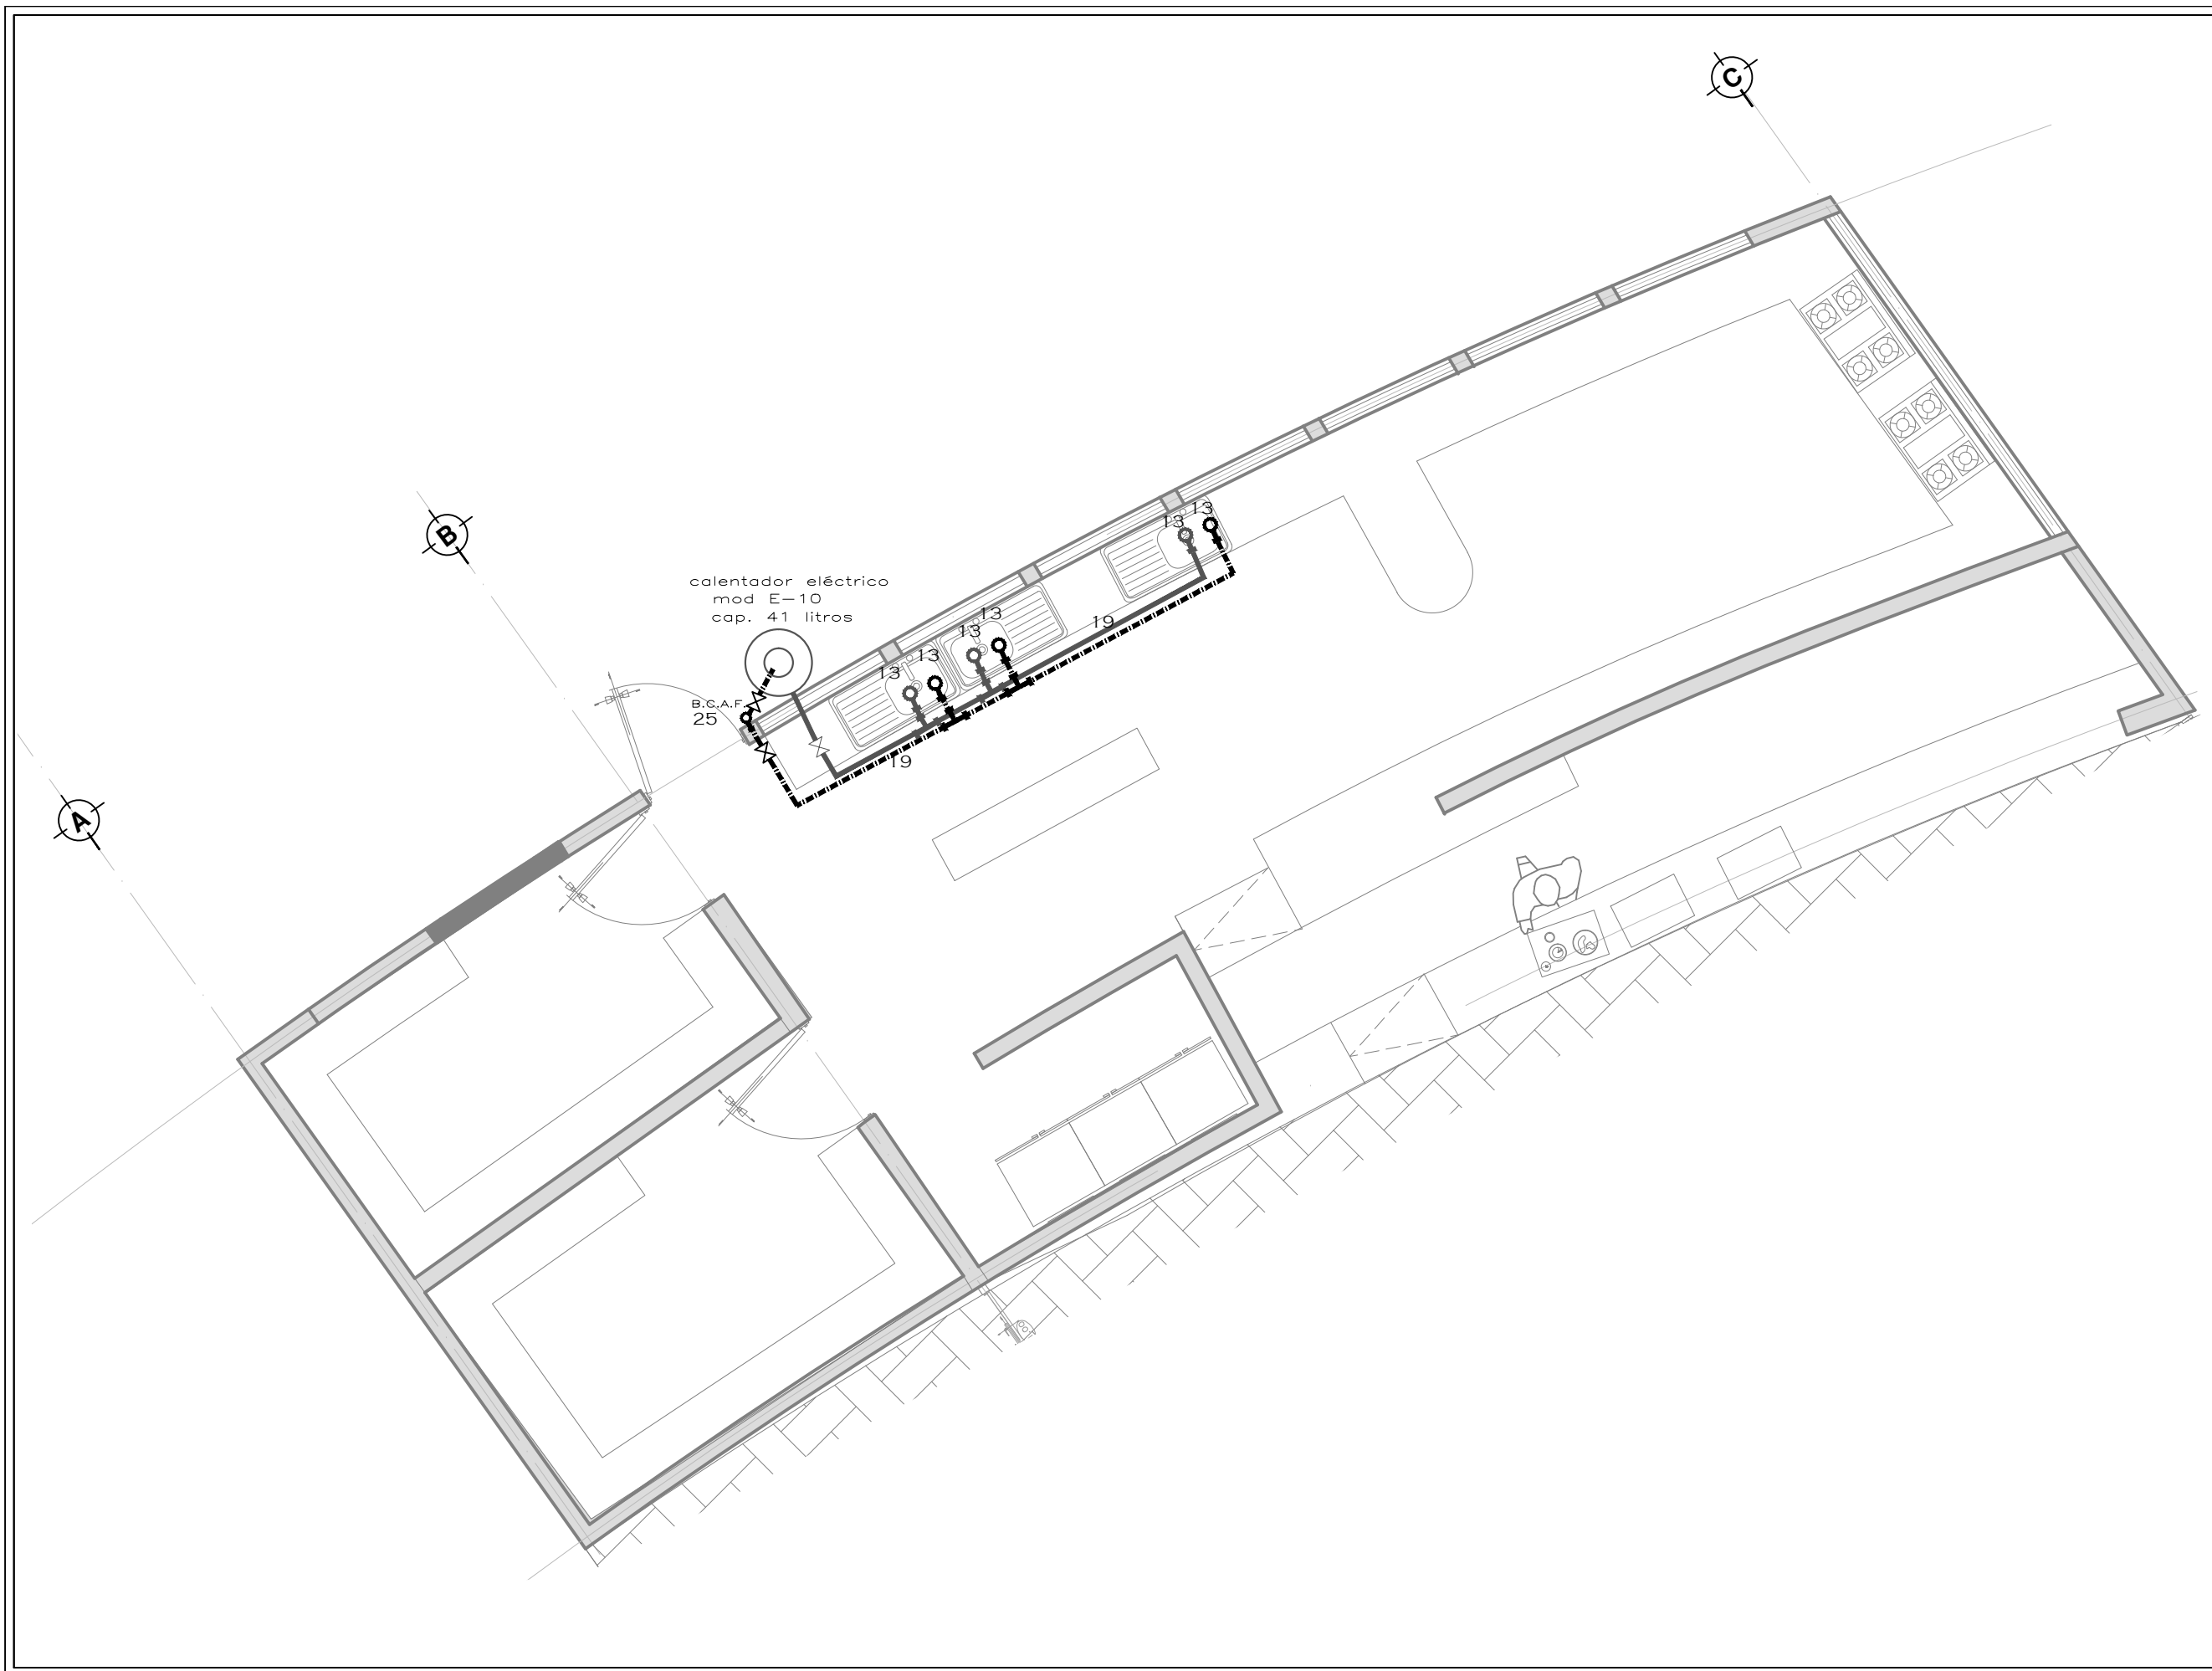 C
B
calentador eléctrico
mod E-10
cap. 41 litros
B.C.A.F.
25
13
13
13
13
13
13
19
19
A